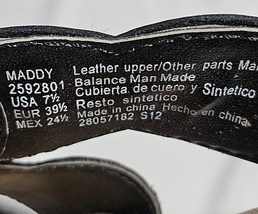 MADDY
2592801
USA 7½
EUR 39½
MEX 24½
Leather upper/Other parts Ma
Balance Man Made
Cubierta de cuero y Sintetico
Resto sintetico
Made in china Hecho en china
28057182 S12